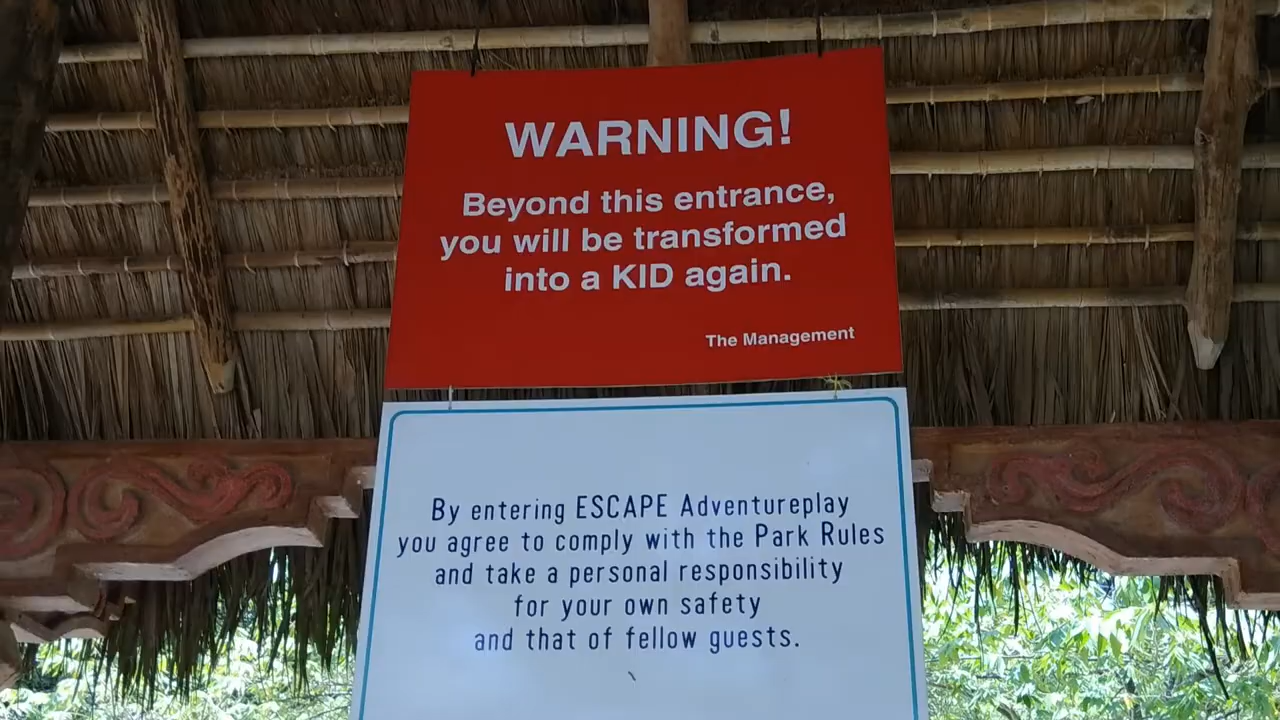 WARNING!
Beyond this entrance,
you will be transformed
into a KID again.
The Management
By entering ESCAPE Adventureplay
you agree to comply with the Park Rules
and take a personal responsibility
for your own safety
and that of fellow guests.